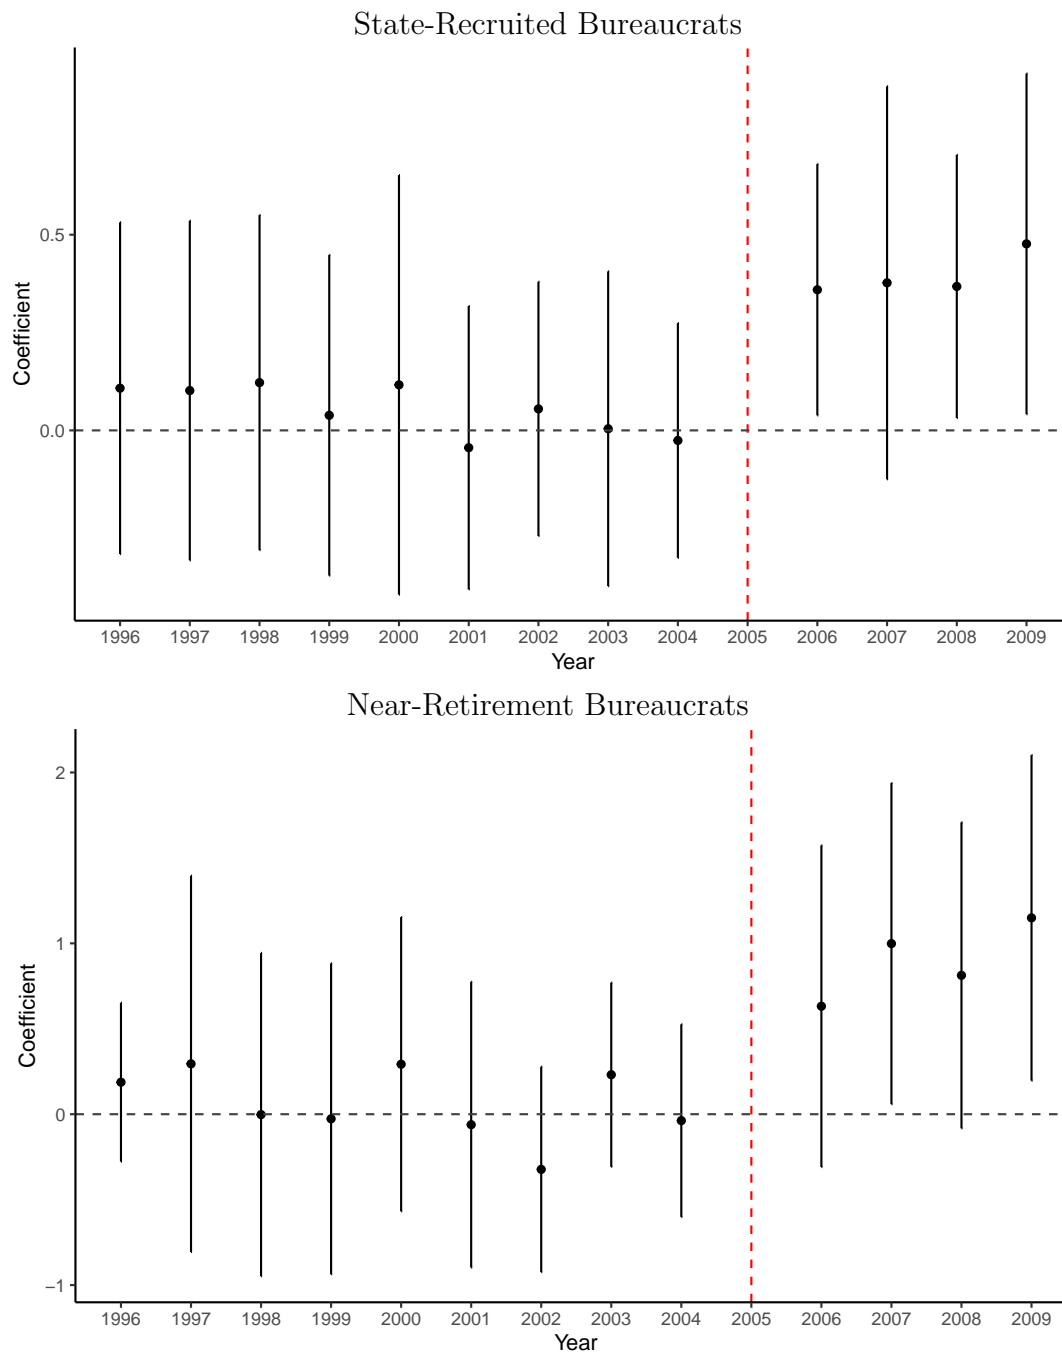 State-Recruited Bureaucrats
0.5
0.0
Coefficient
1996 1997 1998 1999 2000 2001 2002 2003 2004 2005 2006 2007 2008 2009
Year
Near-Retirement Bureaucrats
2
1
0
−1
Coefficient
1996 1997 1998 1999 2000 2001 2002 2003 2004 2005 2006 2007 2008 2009
Year